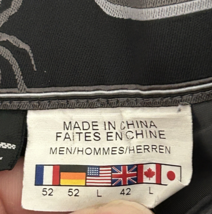 MADE IN CHINA
FAITES EN CHINE
MEN/HOMMES/HERREN
52 52 L 42 L L